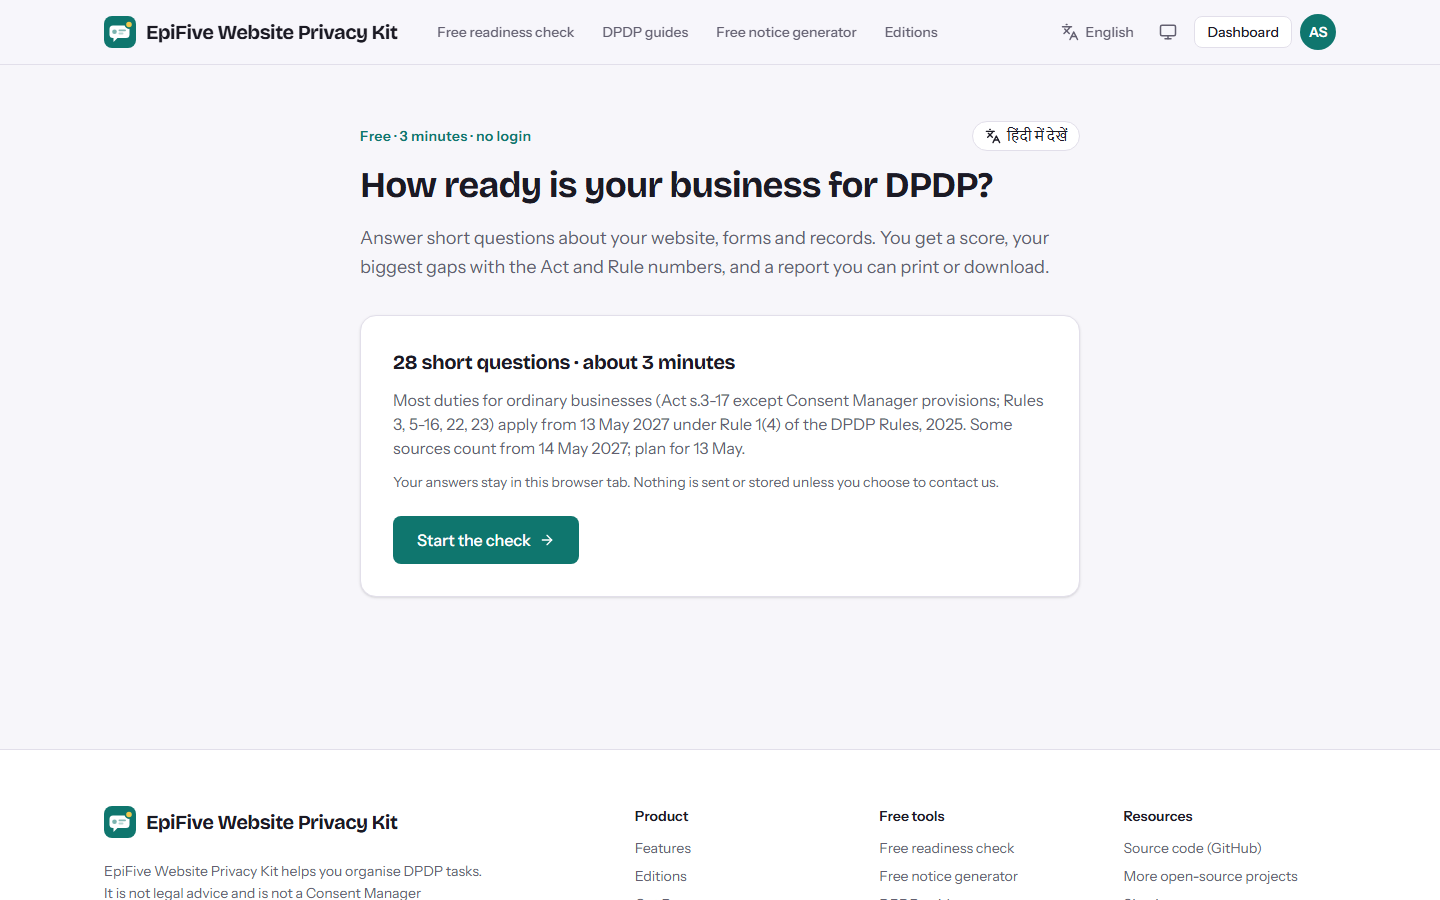 EpiFive Website Privacy Kit
Free readiness check
DPDP guides
Free notice generator
Editions
English
Dashboard
AS
Free · 3 minutes · no login
हिंदी में देखें
How ready is your business for DPDP?
Answer short questions about your website, forms and records. You get a score, your
biggest gaps with the Act and Rule numbers, and a report you can print or download.
28 short questions · about 3 minutes
Most duties for ordinary businesses (Act s.3-17 except Consent Manager provisions; Rules
3, 5-16, 22, 23) apply from 13 May 2027 under Rule 1(4) of the DPDP Rules, 2025. Some
sources count from 14 May 2027; plan for 13 May.
Your answers stay in this browser tab. Nothing is sent or stored unless you choose to contact us.
Start the check
EpiFive Website Privacy Kit
EpiFive Website Privacy Kit helps you organise DPDP tasks.
It is not legal advice and is not a Consent Manager
Product
Features
Editions
Free tools
Free readiness check
Free notice generator
Resources
Source code (GitHub)
More open-source projects